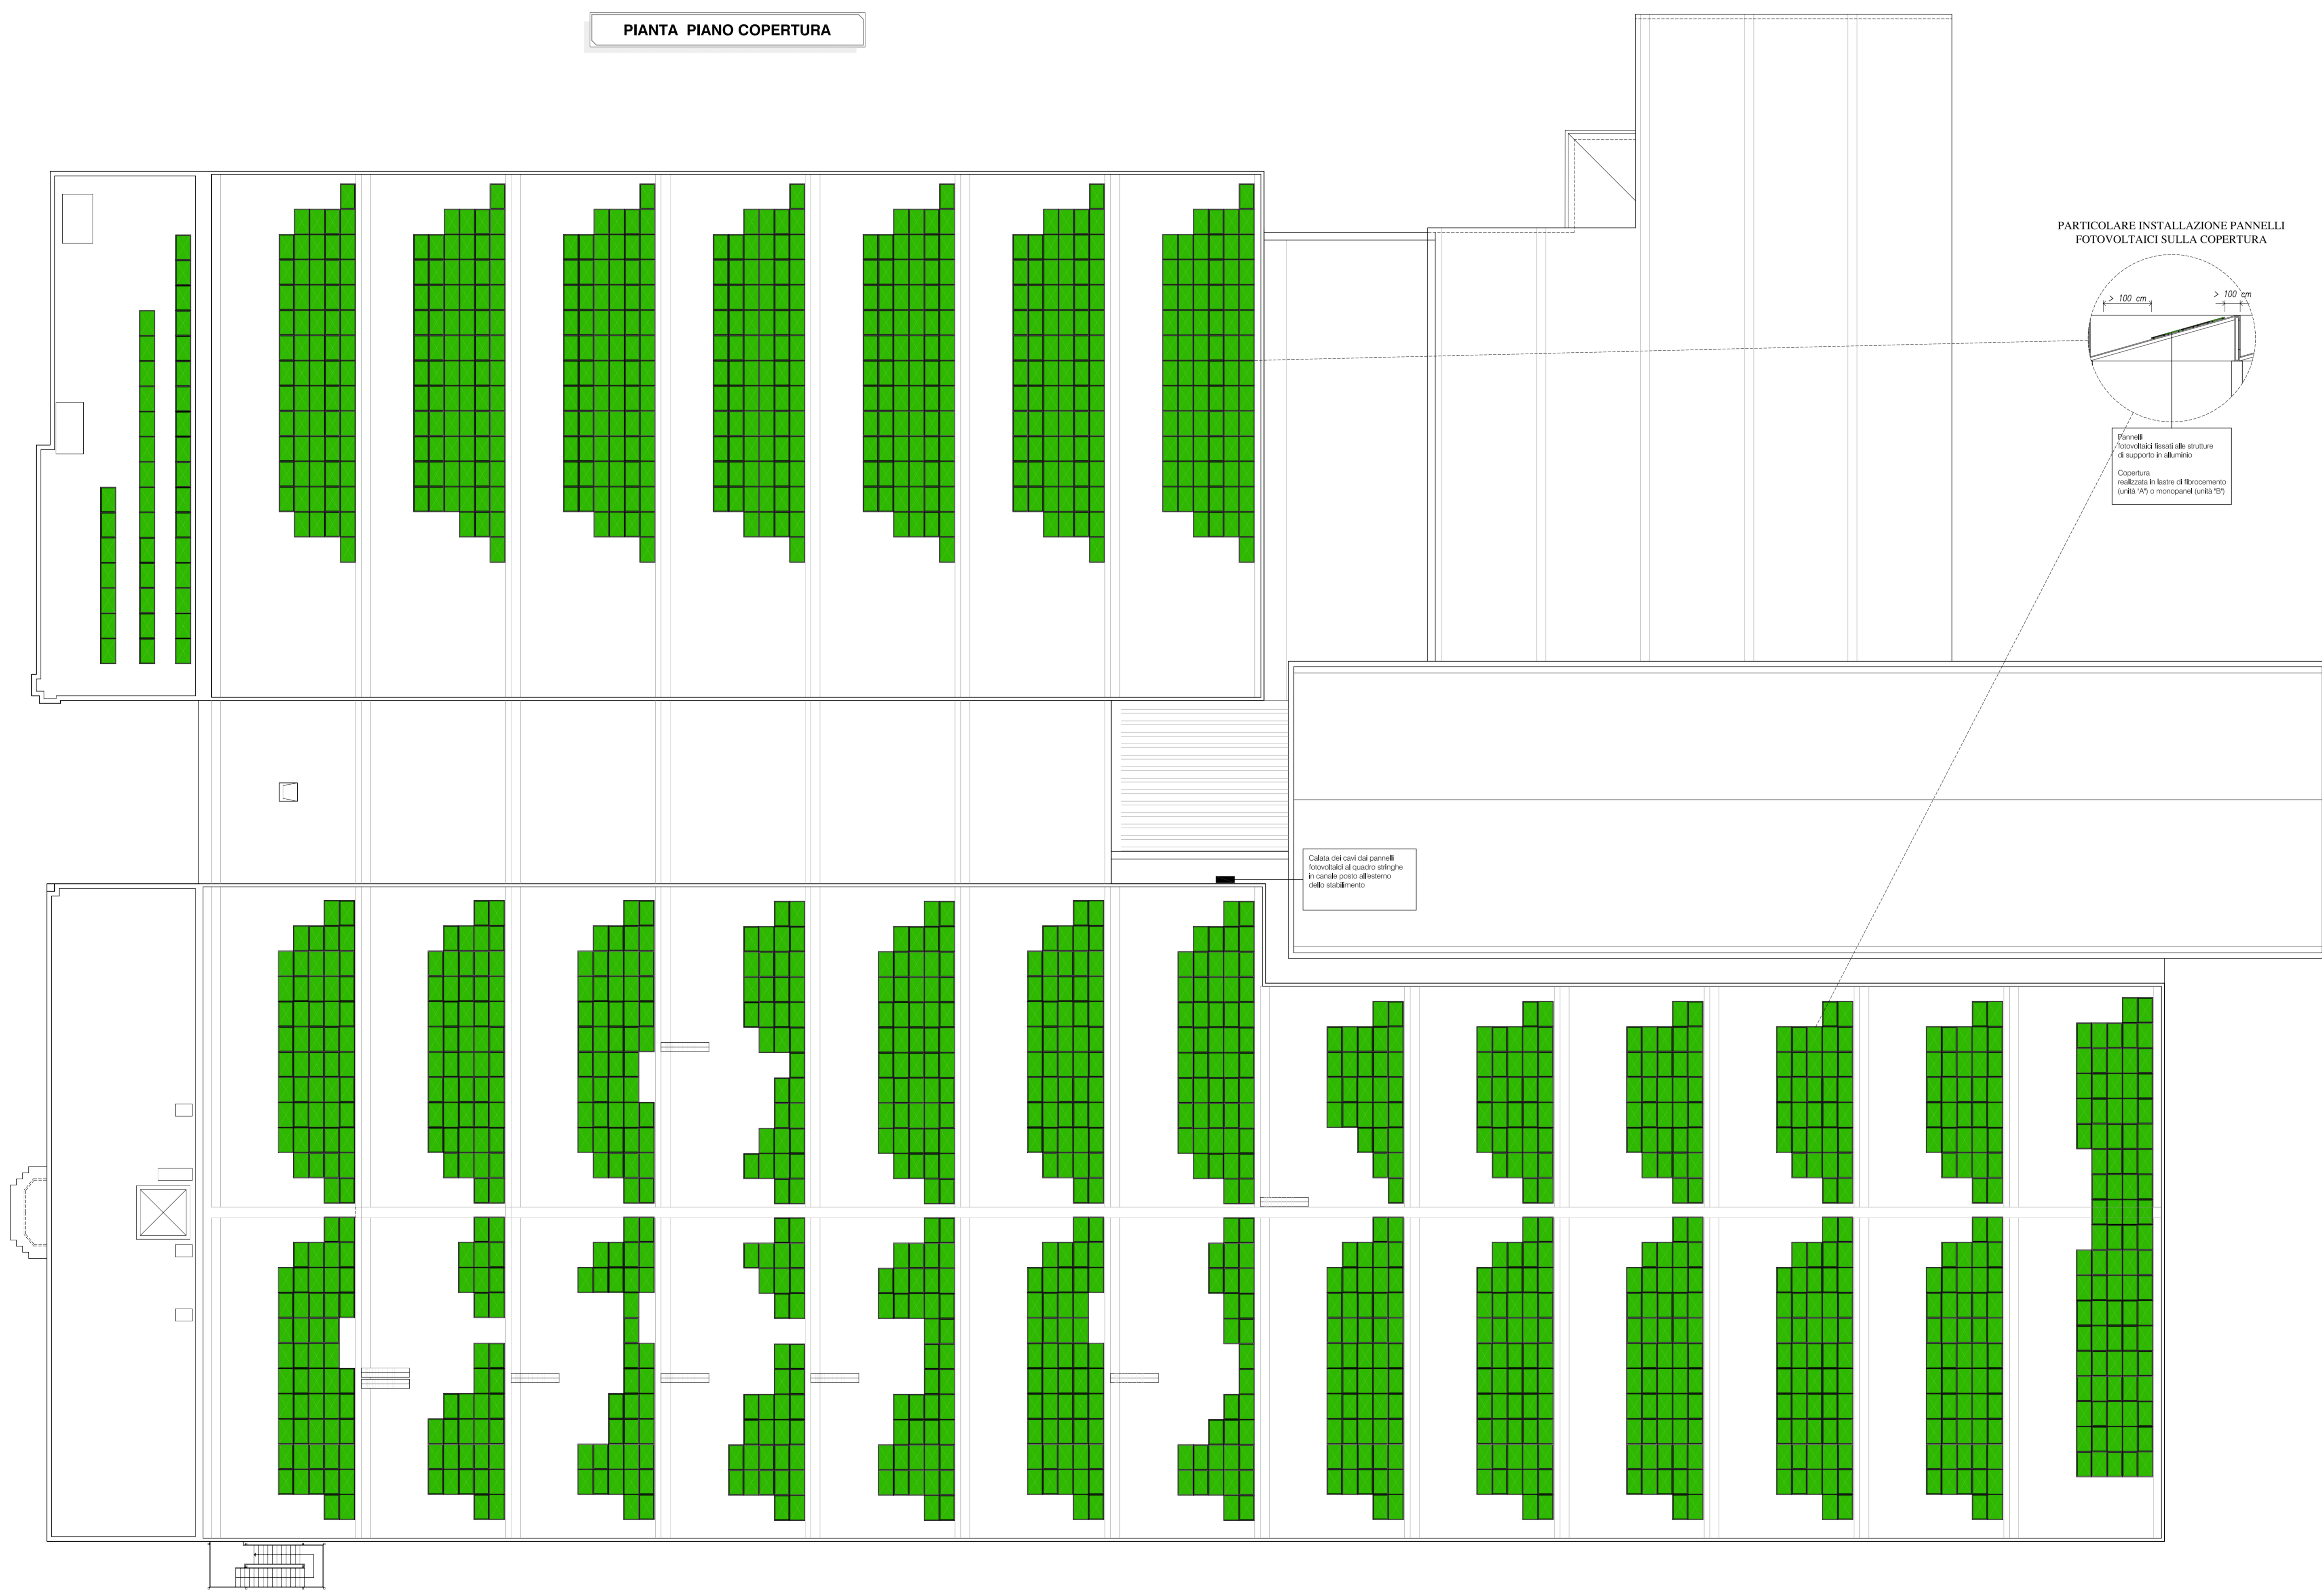 PIANTA PIANO COPERTURA
PARTICOLARE INSTALLAZIONE PANNELLI
FOTOVOLTAICI SULLA COPERTURA
> 100 cm
> 100 cm
Pannelli
fotovoltaici fissati alle strutture
di supporto in alluminio
Copertura
realizzata in lastre di fibrocemento
(unità "A") o monopanel (unità "B")
Calata dei cavi dai pannelli
fotovoltaici al quadro stringhe
in canale posto all'esterno
dello stabilimento